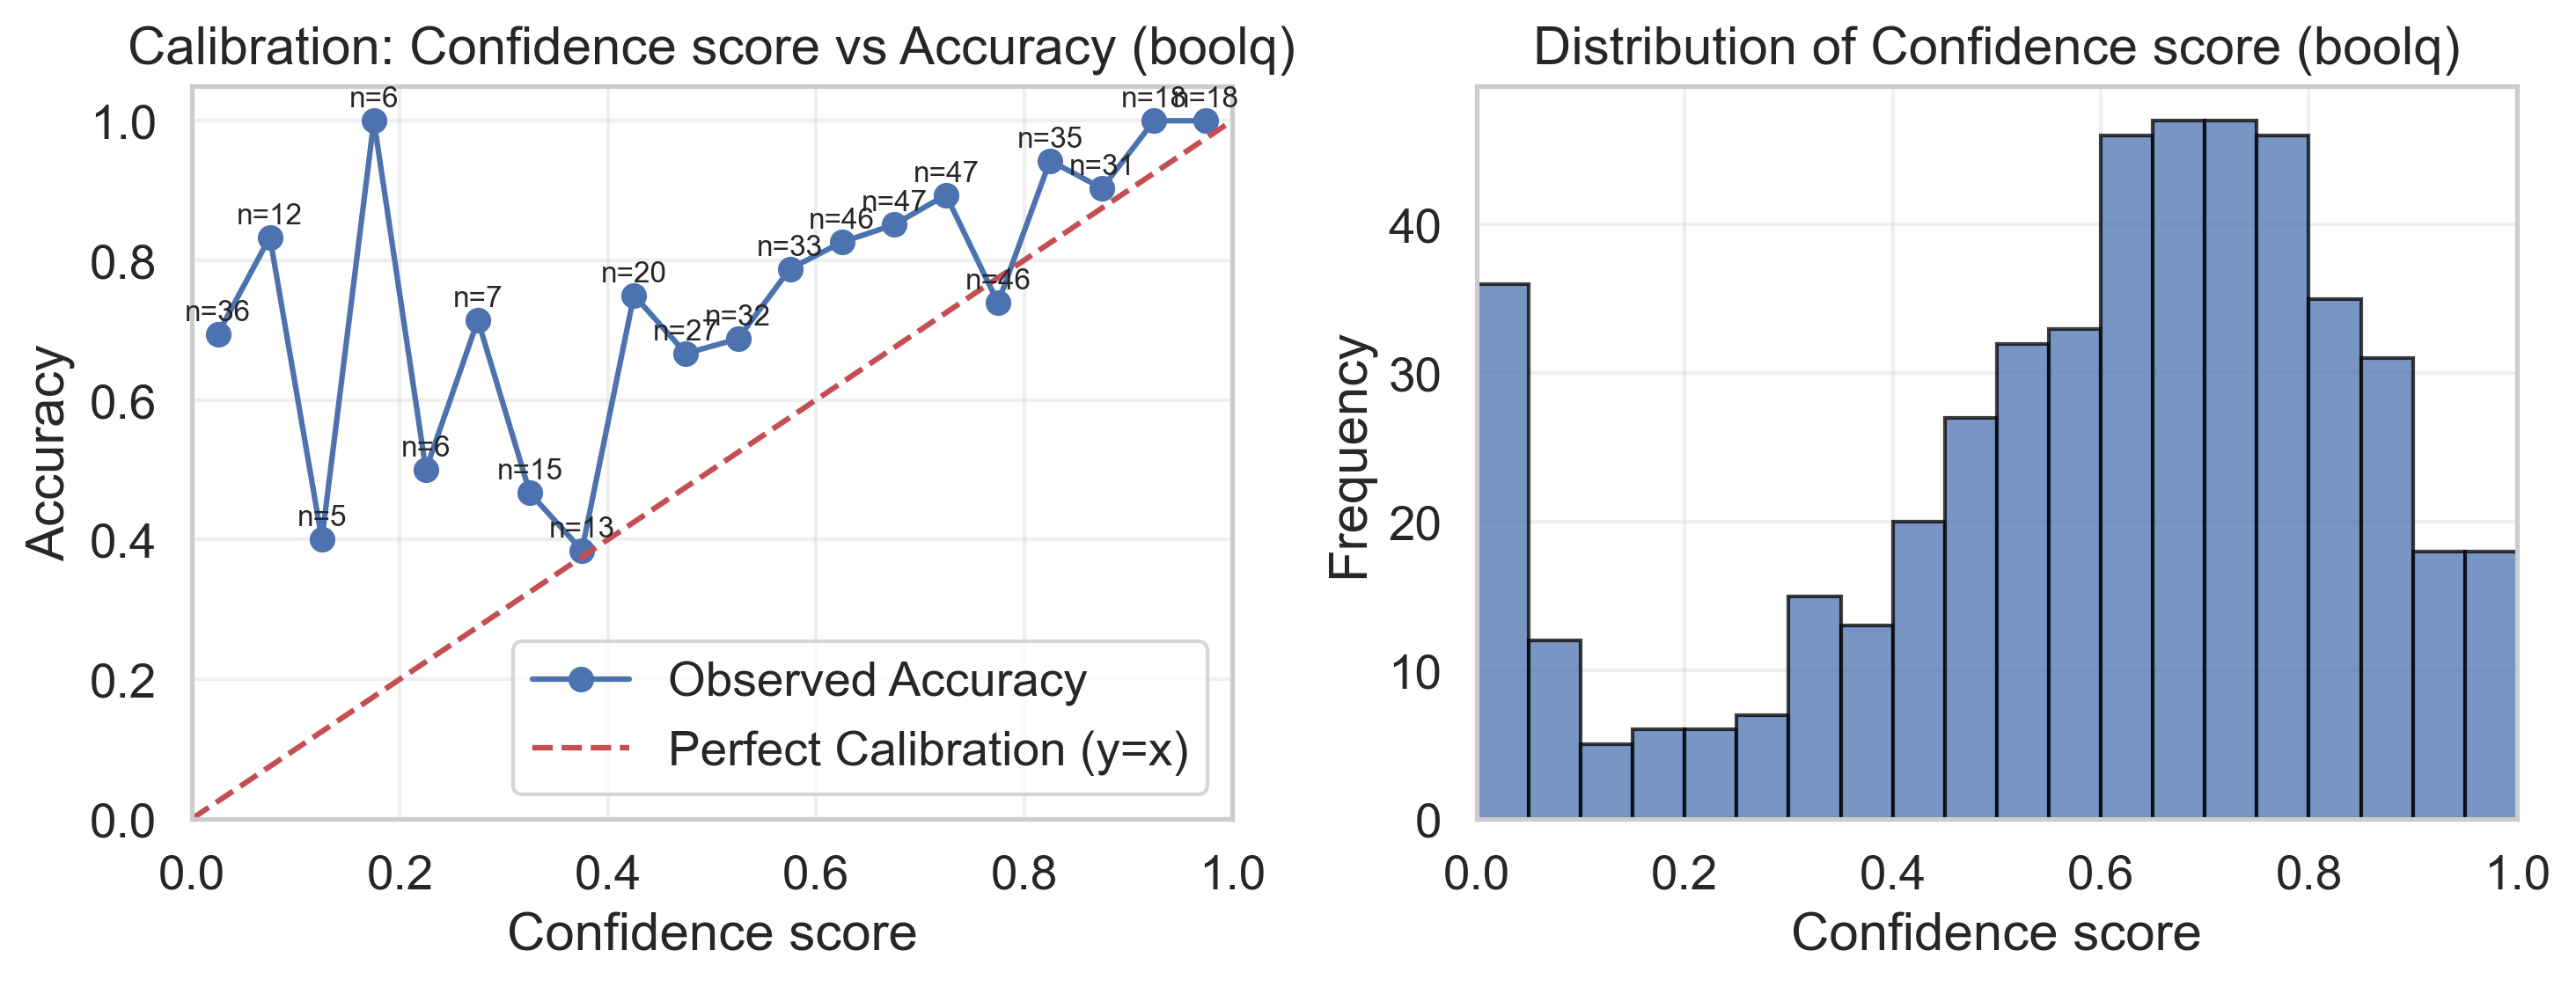 Calibration: Confidence score vs Accuracy (boolq)
n=36
n=12
n=5
n=6
n=6
n=7
n=15
n=13
n=20
n=27
n=32
n=33
n=46
n=47
n=47
n=46
n=35
n=31
n=18
n=18
1.0
0.8
0.6
0.4
0.2
0.0
Accuracy
Observed Accuracy
Perfect Calibration (y=x)
0.0 0.2 0.4 0.6 0.8 1.0
Confidence score
Distribution of Confidence score (boolq)
40
30
20
10
0
Frequency
0.0 0.2 0.4 0.6 0.8 1.0
Confidence score